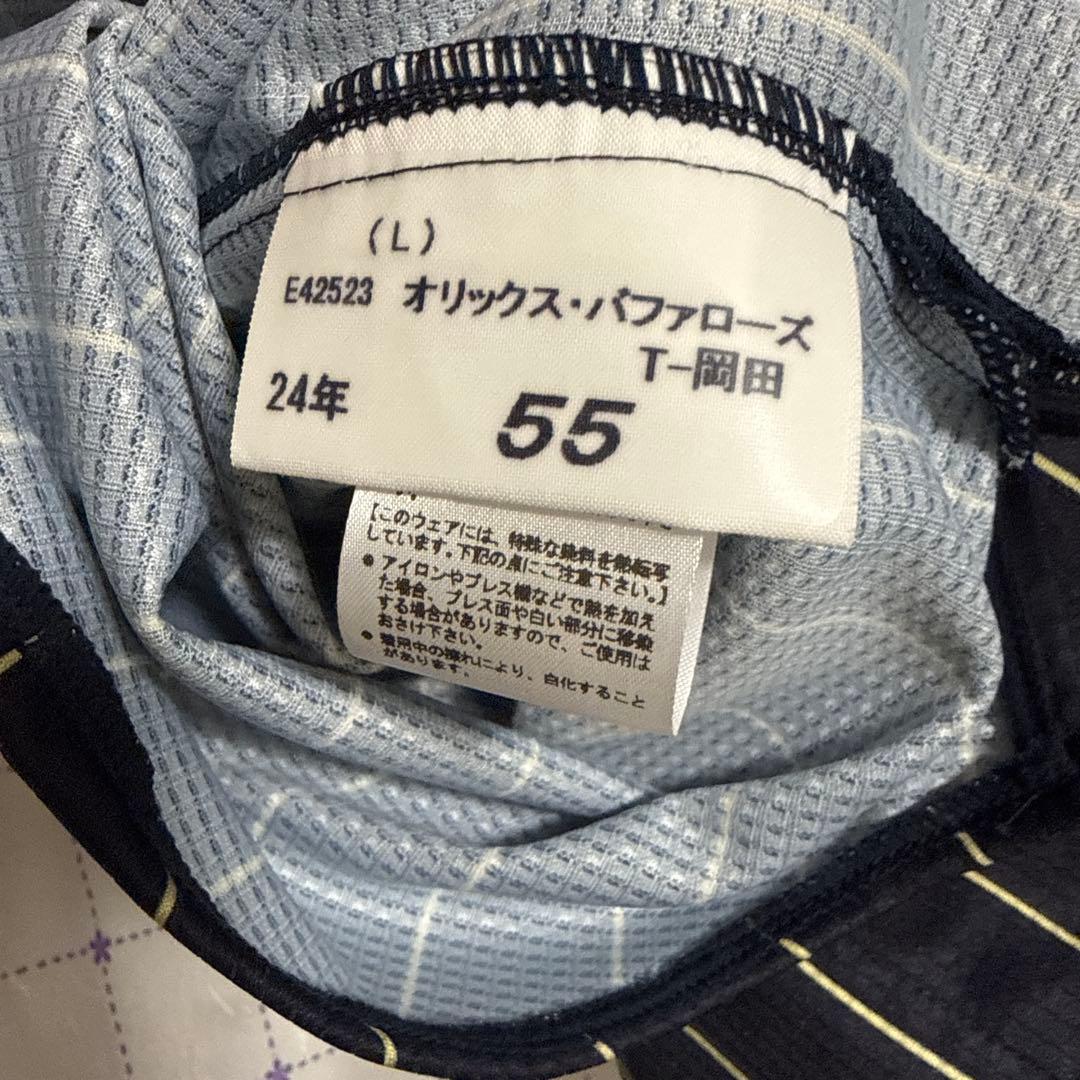 (L)
E42523 オリックス・バファローズ
T-岡田
24年
55
【このウェアには、特殊な染料を熱転写
しています。下記の点にご注意下さい。】
● アイロンやプレス機などで熱を加え
た場合、プレス面や白い部分に移染
する場合がありますので、ご使用は
おさけ下さい。
● 着用中の擦れにより、白化すること
があります。